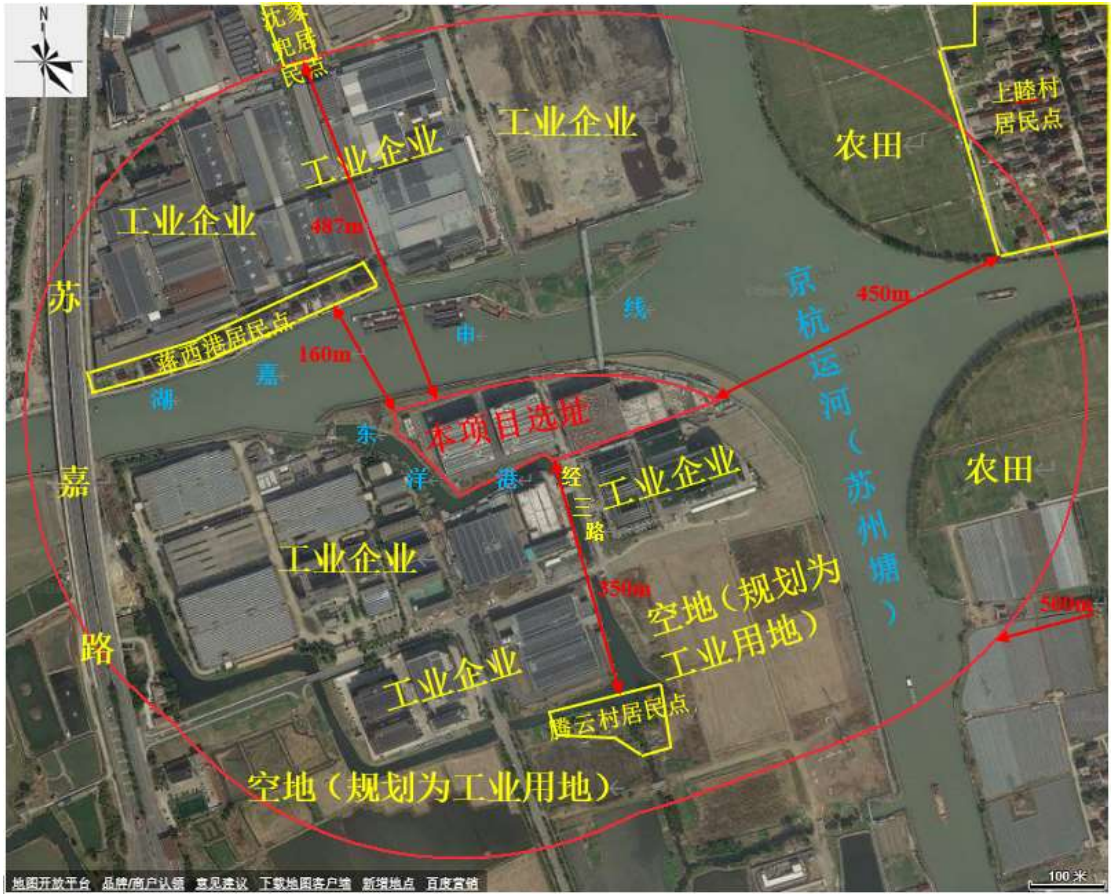 N
沈家
兜居
民点
上睦村
居民点
工业企业
农田
工业企业
工业企业
487m
苏
嘉
路
蒋西港居民点
160m
湖
嘉
申
线
京
杭
运
河
（
苏
州
塘
）
450m
本项目选址
东
洋
港
经
三
路
工业企业
农田
工业企业
350m
空地（规划为
工业用地）
500m
工业企业
腾云村居民点
空地（规划为工业用地）
地图开放平台 品牌/商户认领 意见建议 下载地图客户端 新增地点 百度营销
100 米